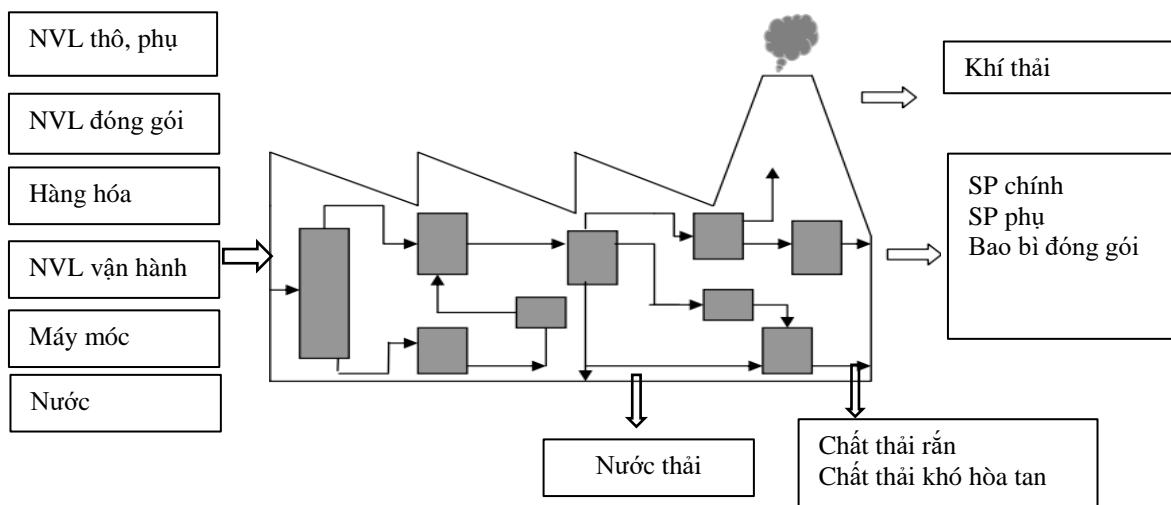 NVL thô, phụ
NVL đóng gói
Hàng hóa
NVL vận hành
Máy móc
Nước
Khí thải
SP chính
SP phụ
Bao bì đóng gói
Nước thải
Chất thải rắn
Chất thải khó hòa tan